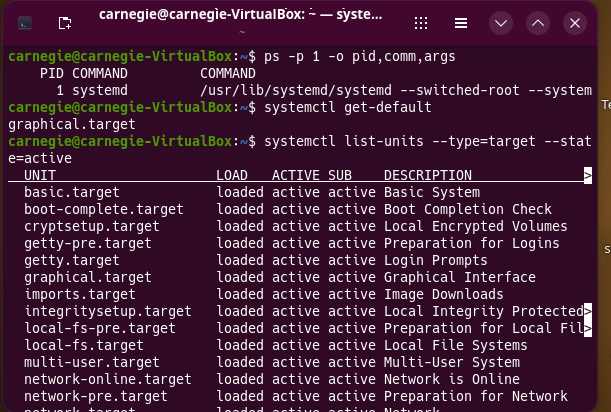 carnegie@carnegie-VirtualBox: ~ — syste...
~
carnegie@carnegie-VirtualBox:~$ ps -p 1 -o pid,comm,args
PID COMMAND COMMAND
1 systemd /usr/lib/systemd/systemd --switched-root --system
carnegie@carnegie-VirtualBox:~$ systemctl get-default
graphical.target
carnegie@carnegie-VirtualBox:~$ systemctl list-units --type=target --stat
e=active
UNIT LOAD ACTIVE SUB DESCRIPTION >
basic.target loaded active active Basic System
boot-complete.target loaded active active Boot Completion Check
cryptsetup.target loaded active active Local Encrypted Volumes
getty-pre.target loaded active active Preparation for Logins
getty.target loaded active active Login Prompts
graphical.target loaded active active Graphical Interface
imports.target loaded active active Image Downloads
integritysetup.target loaded active active Local Integrity Protected>
local-fs-pre.target loaded active active Preparation for Local Fil>
local-fs.target loaded active active Local File Systems
multi-user.target loaded active active Multi-User System
network-online.target loaded active active Network is Online
network-pre.target loaded active active Preparation for Network
network.target loaded active active Network